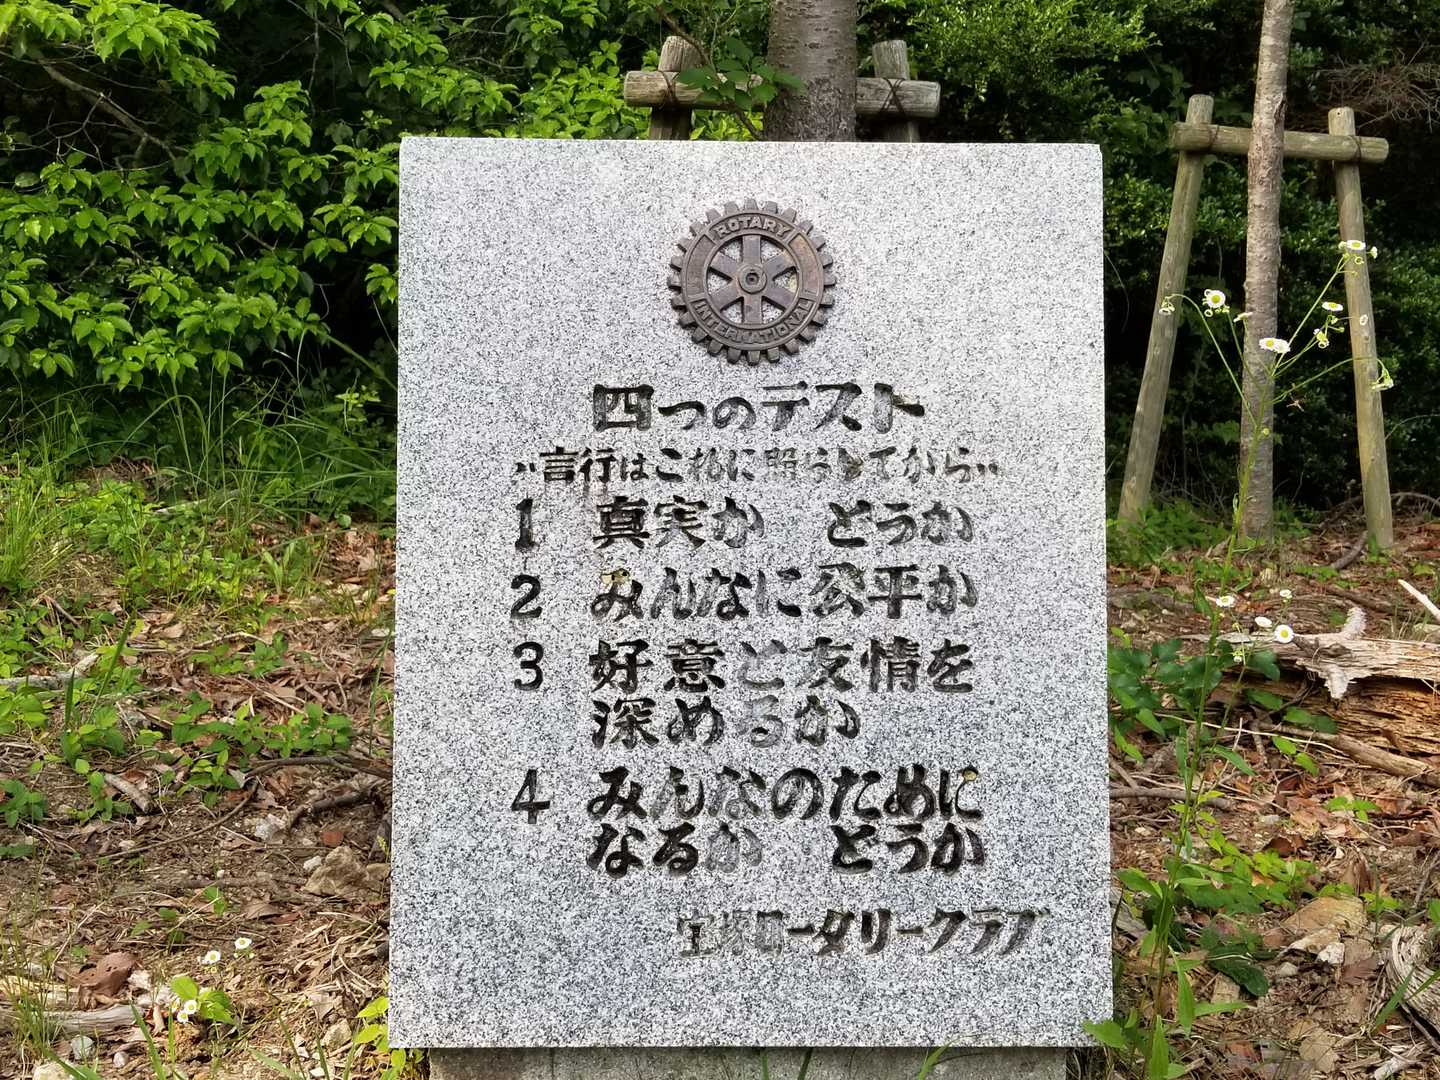 ROTARY
INTERNATIONAL
四つのテスト
"言行はこれに照らしてから"
1 真実か どうか
2 みんなに公平か
3 好意と友情を
深めるか
4 みんなのために
なるか どうか
宝塚ロータリークラブ